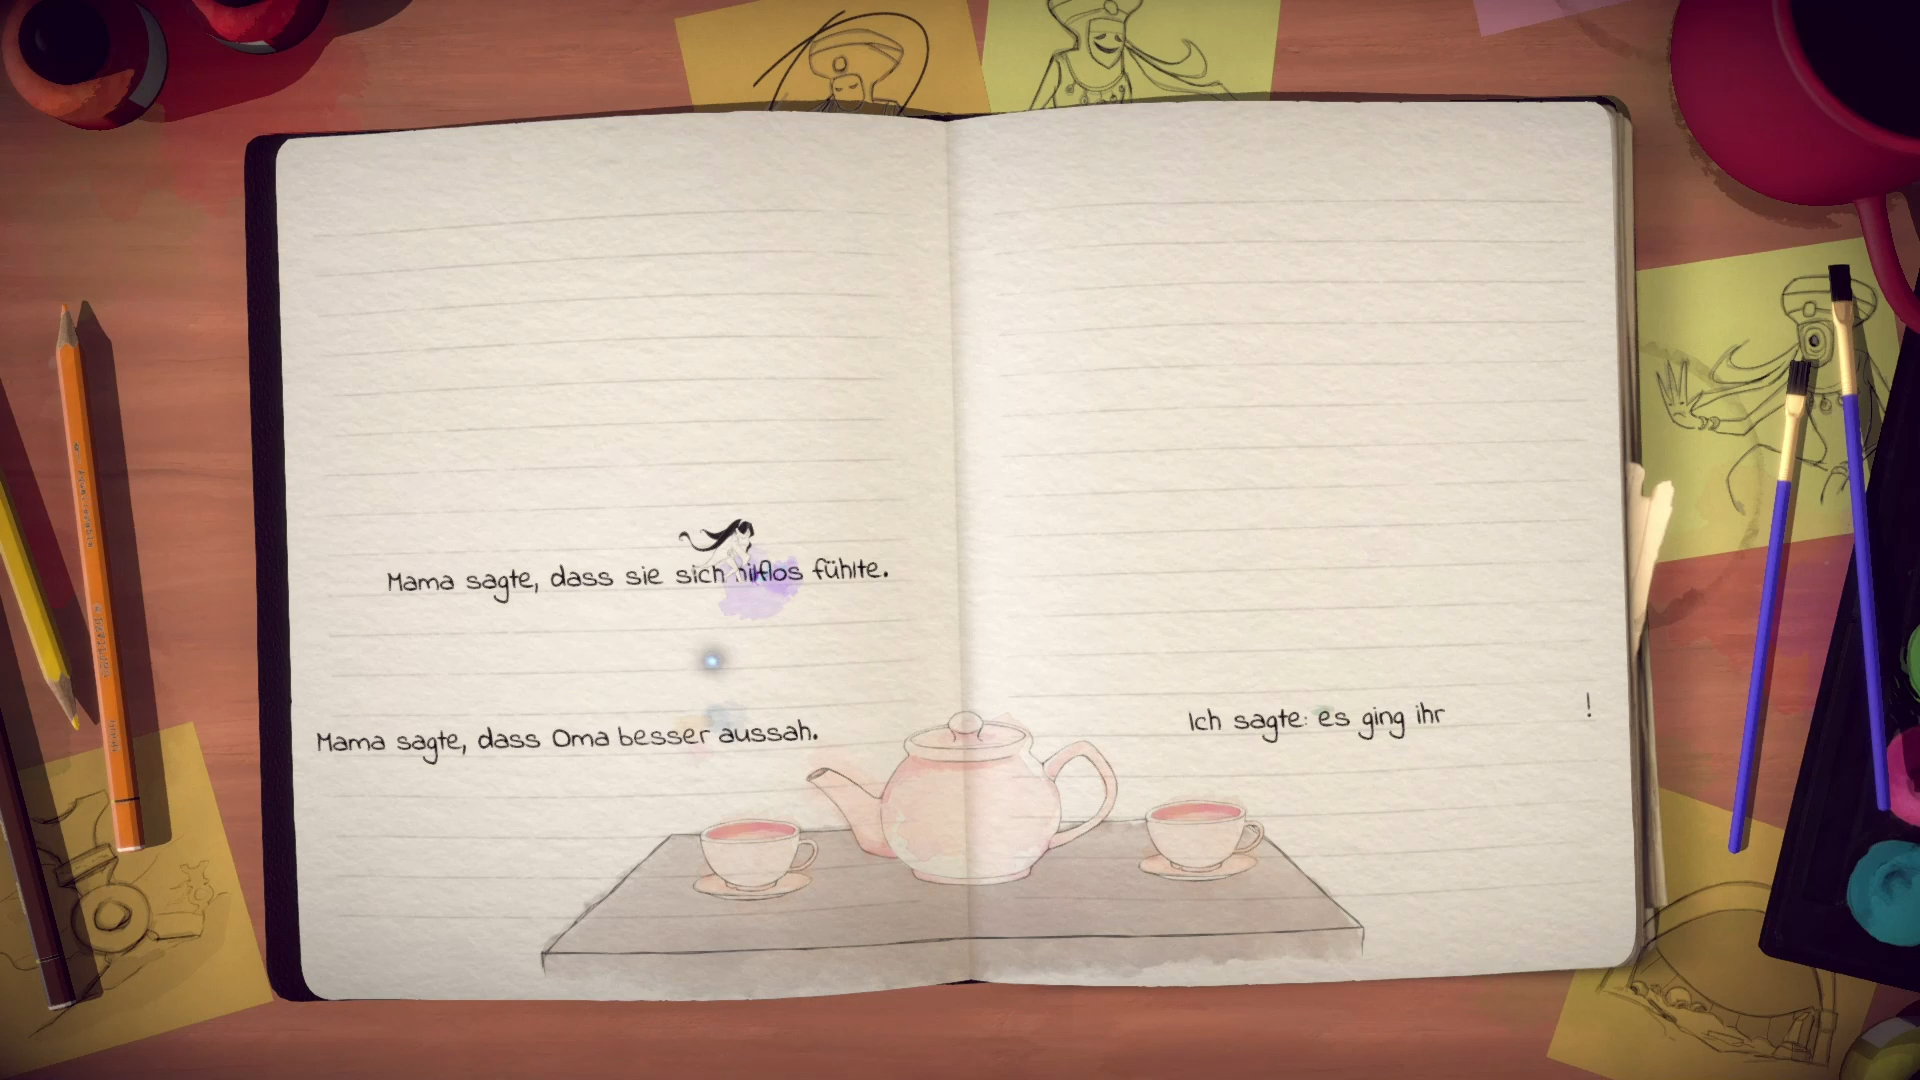 Mama sagte, dass sie sich hilflos fühlte.
Mama sagte, dass Oma besser aussah.
Ich sagte: es ging ihr !